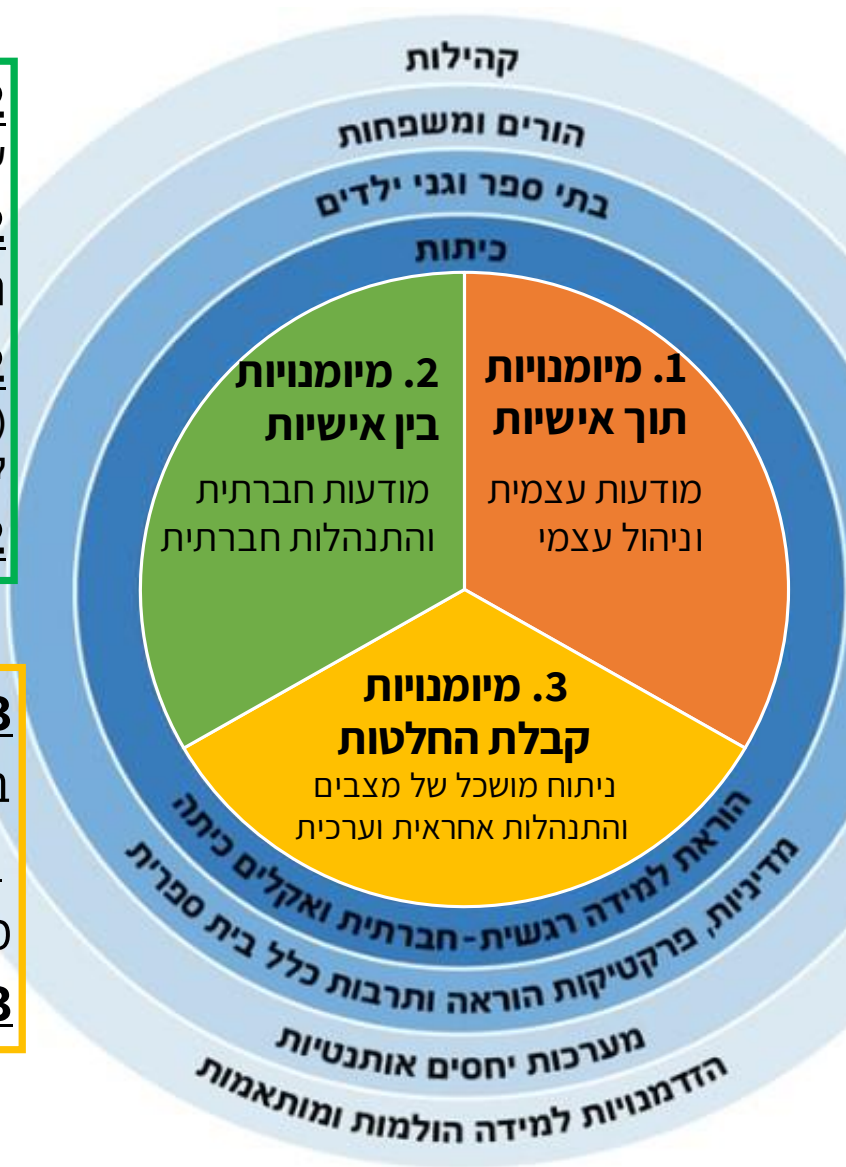 קהילות
הורים ומשפחות
בתי ספר וגני ילדים
כיתות
1. מיומנויות
תוך אישיות
מודעות עצמית
וניהול עצמי
2. מיומנויות
בין אישיות
מודעות חברתית
והתנהלות חברתית
3. מיומנויות
קבלת החלטות
ניתוח מושכל של מצבים
והתנהלות אחראית וערכית
הוראת למידה רגשית-חברתית ואקלים כיתה
מדיניות, פרקטיקות הוראה ותרבות כלל בית ספרית
מערכות יחסים אותנטיות
הזדמנויות למידה הולמות ומותאמות